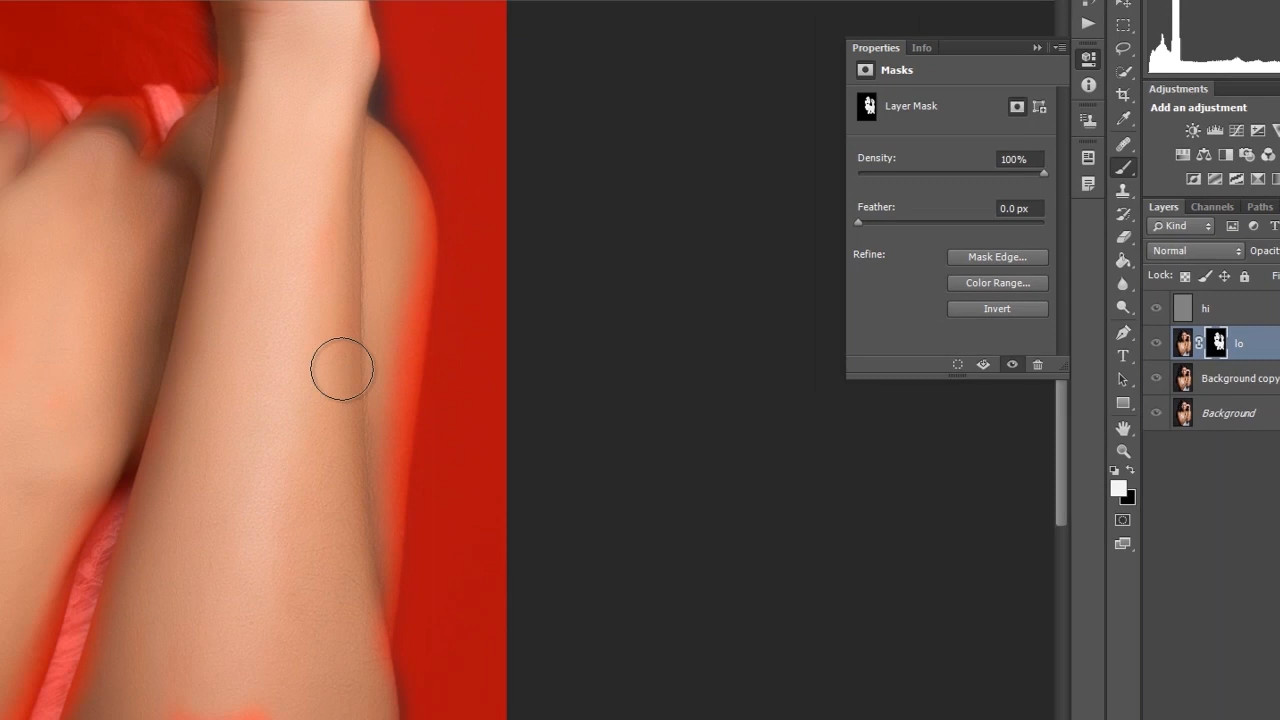 Properties Info
Masks
Layer Mask
Density: 100%
Feather: 0.0 px
Refine: Mask Edge...
Color Range...
Invert
Adjustments
Add an adjustment
Layers Channels Paths
Kind
Normal Opacit
Lock: Fi
hi
lo
Background copy
Background